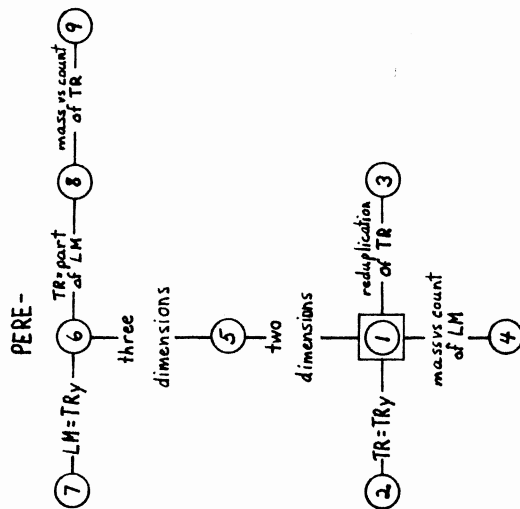 PERE-
7
LM=TRy
6
TR=part
of LM
8
mass vs count
of TR
9
three
dimensions
5
two
dimensions
2
TR=TRy
1
reduplication
of TR
3
mass vs count
of LM
4